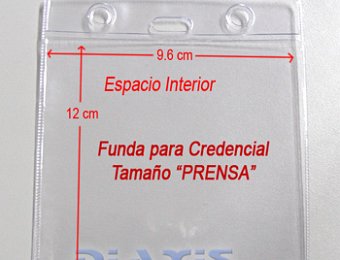 9.6 cm
Espacio Interior
12 cm
Funda para Credencial
Tamaño “PRENSA”